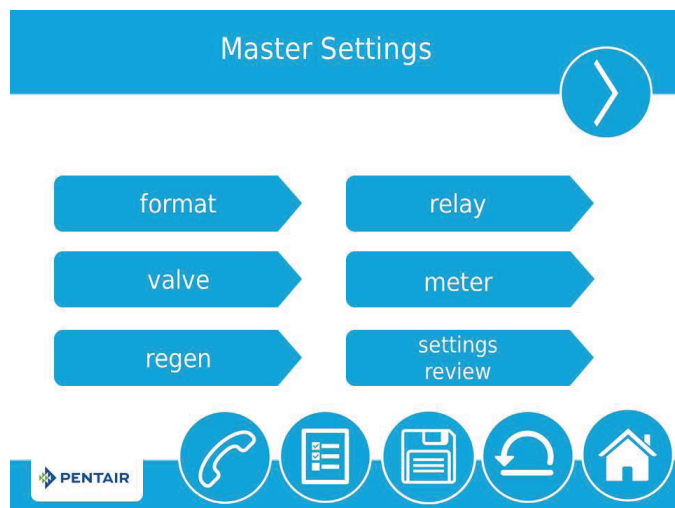 Master Settings
format
relay
valve
meter
regen
settings
review
PENTAIR